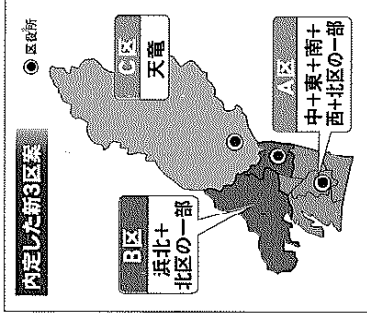 内定した新3区案
区役所
C区
天竜
B区
浜北+
北区の一部
A区
中+東+南+
西+北区の一部